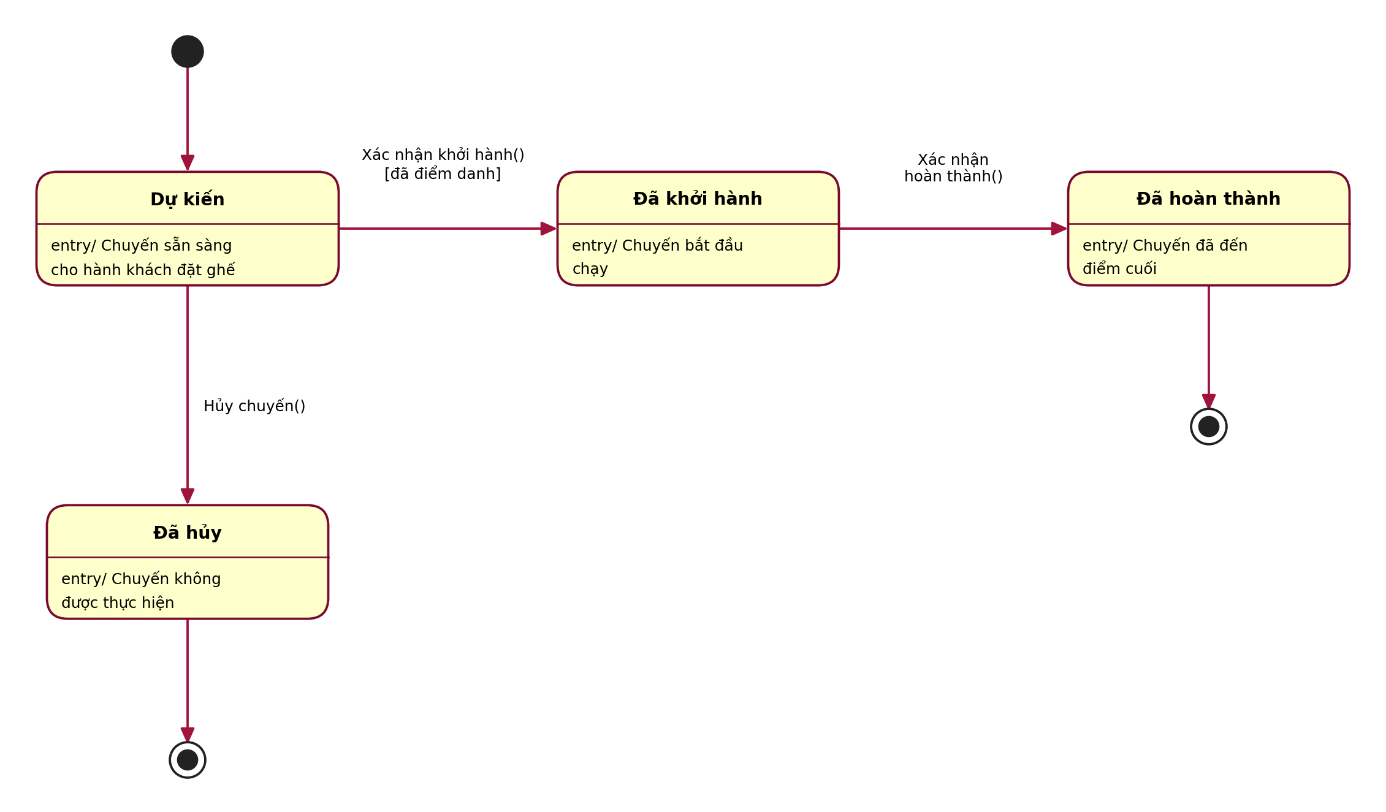 Xác nhận khởi hành()
[đã điểm danh]
Xác nhận
hoàn thành()
Dự kiến
entry/ Chuyến sẵn sàng
cho hành khách đặt ghế
Đã khởi hành
entry/ Chuyến bắt đầu
chạy
Đã hoàn thành
entry/ Chuyến đã đến
điểm cuối
Hủy chuyến()
Đã hủy
entry/ Chuyến không
được thực hiện